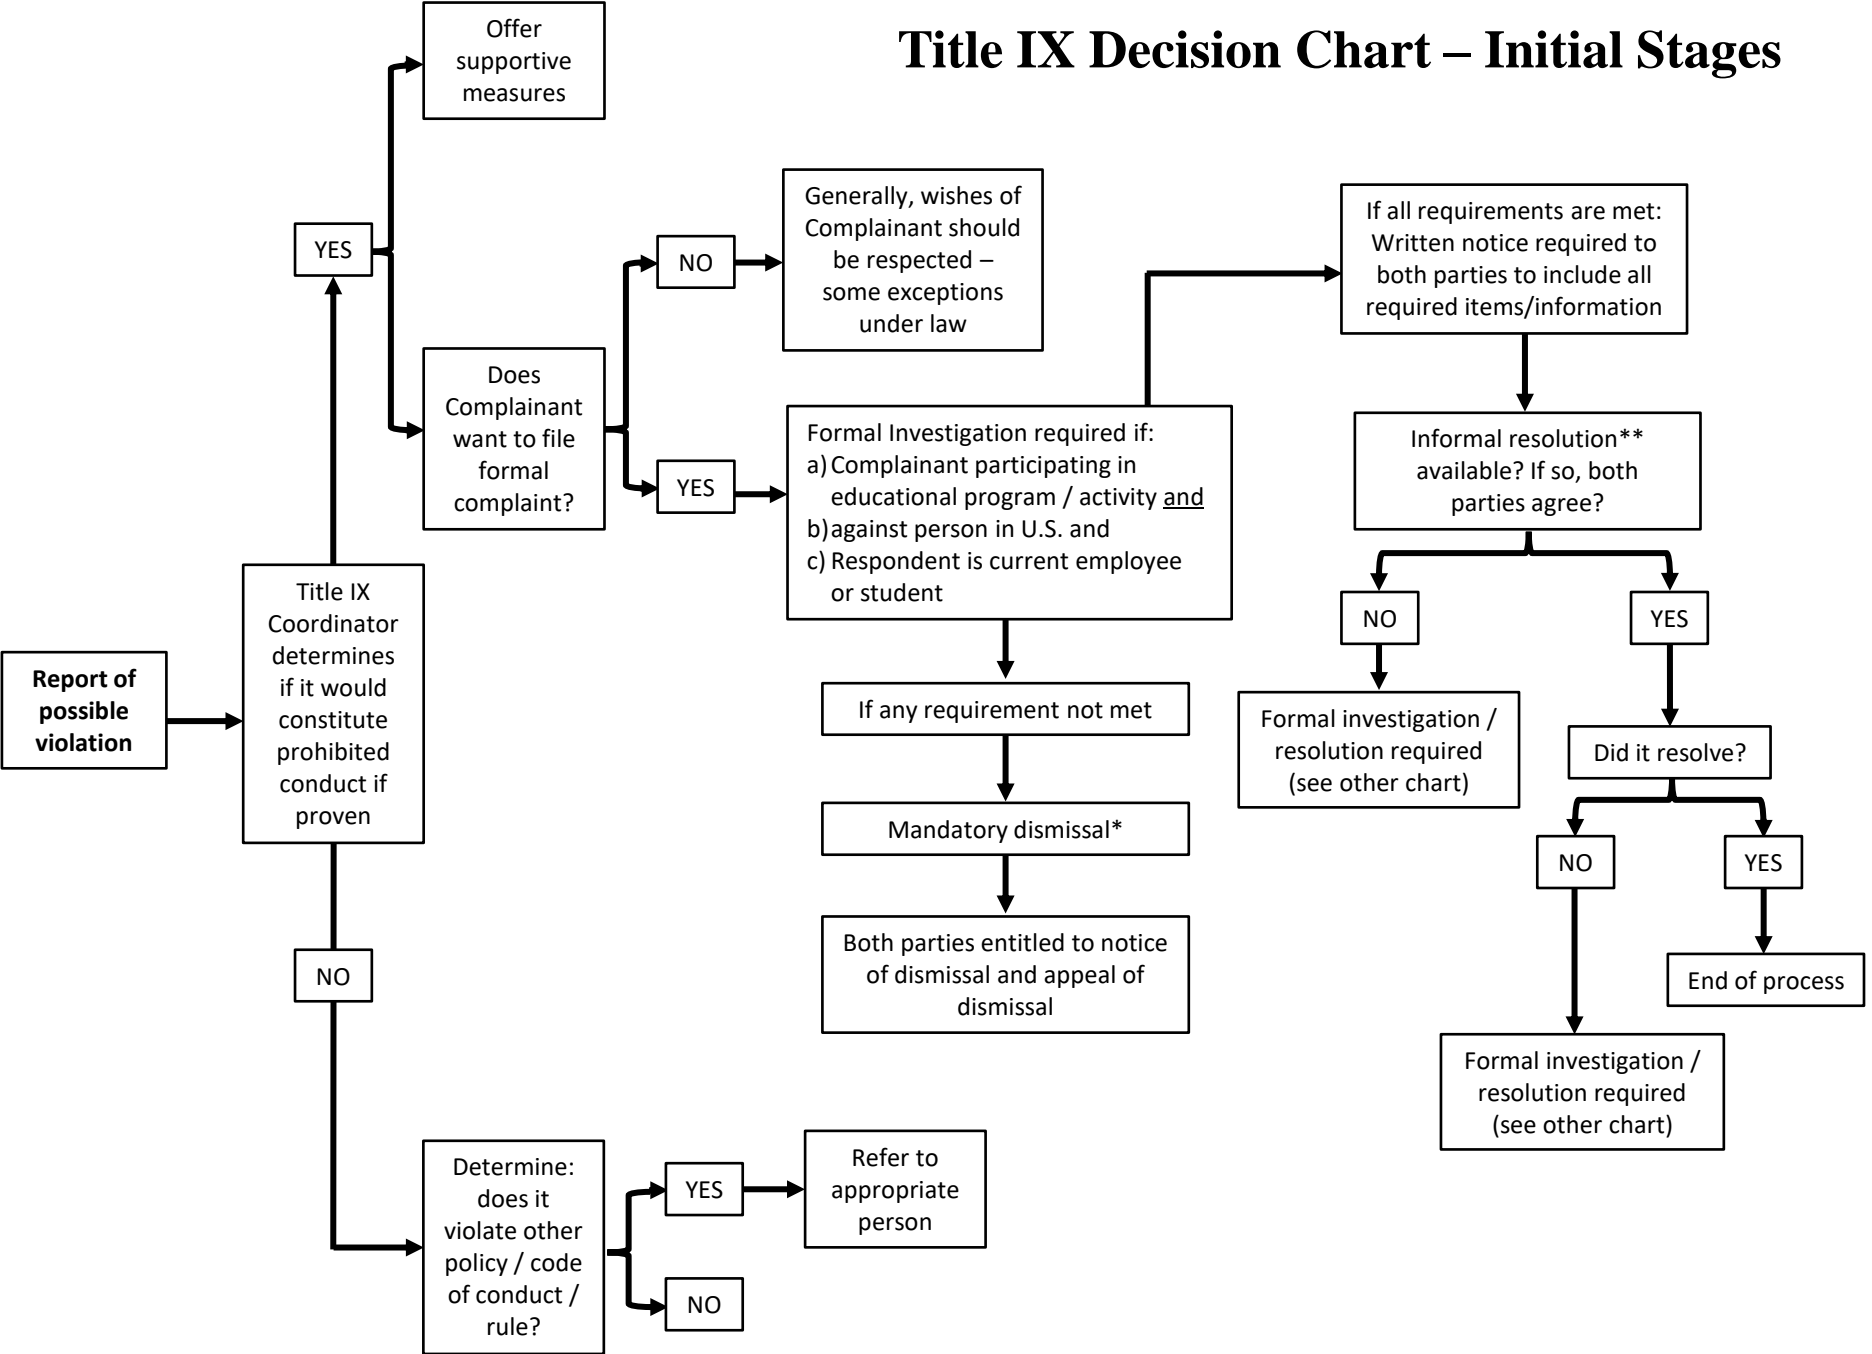 Title IX Decision Chart – Initial Stages
Offer
supportive
measures
YES
Generally, wishes of
Complainant should
be respected –
some exceptions
under law
NO
If all requirements are met:
Written notice required to
both parties to include all
required items/information
Does
Complainant
want to file
formal
complaint?
YES
Formal Investigation required if:
a) Complainant participating in
educational program / activity and
b) against person in U.S. and
c) Respondent is current employee
or student
Informal resolution**
available? If so, both
parties agree?
Report of
possible
violation
Title IX
Coordinator
determines
if it would
constitute
prohibited
conduct if
proven
NO
YES
If any requirement not met
Formal investigation /
resolution required
(see other chart)
Did it resolve?
Mandatory dismissal*
NO
YES
Both parties entitled to notice
of dismissal and appeal of
dismissal
End of process
NO
Formal investigation /
resolution required
(see other chart)
Determine:
does it
violate other
policy / code
of conduct /
rule?
YES
Refer to
appropriate
person
NO